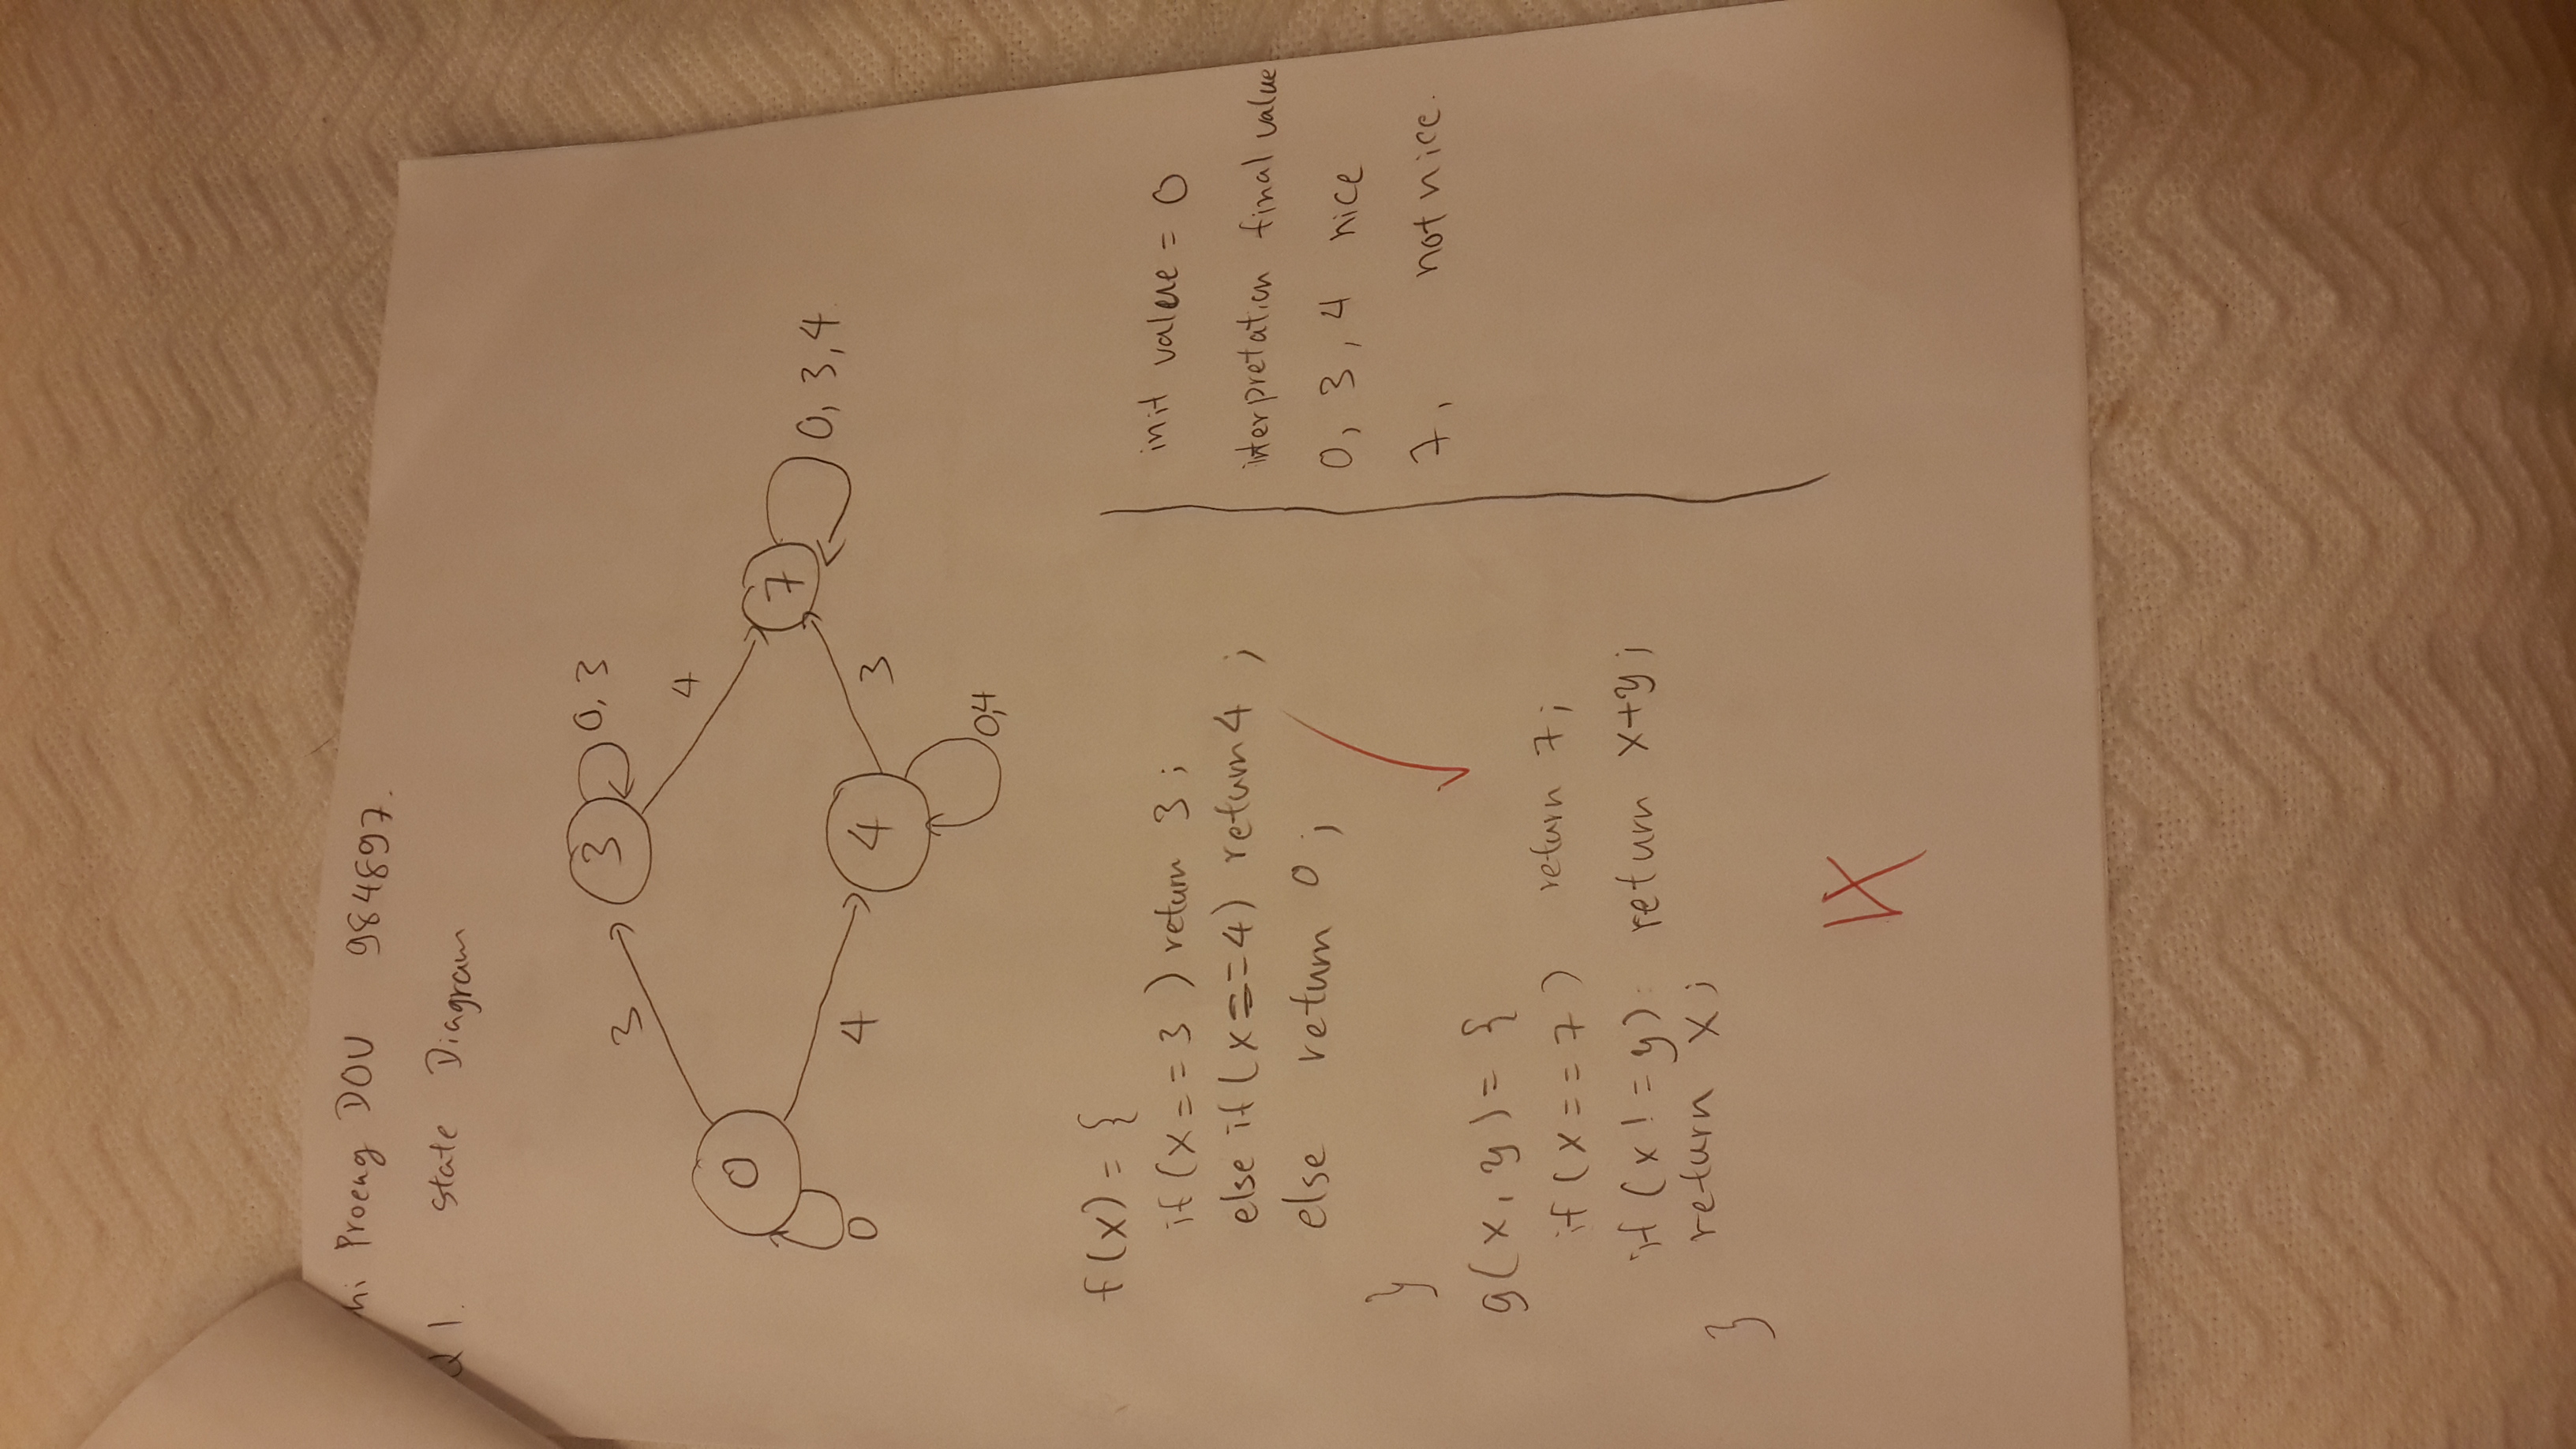 hi Proeng DOU 984897.
Q1. state Diagram
3
3
0, 3
4
0
7
0, 3, 4
0
4
4
3
0,4
f(x) = {
if(x==3) return 3;
else if(x==4) return 4;
else return 0;
}
g(x, y) = {
if(x==7) return 7;
if(x!=y) return x+y;
return x;
}
init value = 0
interpretation final value
0, 3, 4 nice
7, not nice.